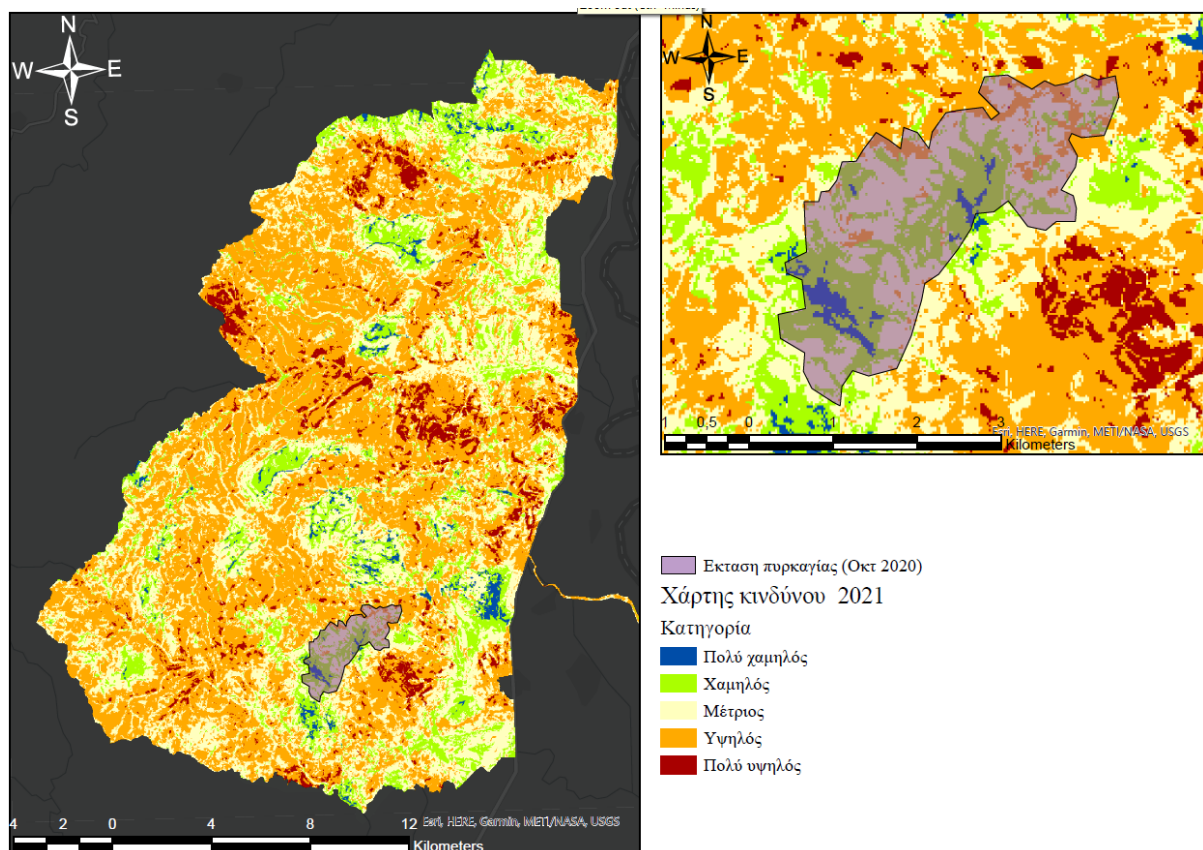 N
W E
S
4 2 0 4 8 12
Kilometers
Esri, HERE, Garmin, METI/NASA, USGS
N
W E
S
1 0,5 0 1 2 3
Kilometers
Esri, HERE, Garmin, METI/NASA, USGS
Εκταση πυρκαγίας (Οκτ 2020)
Χάρτης κινδύνου 2021
Κατηγορία
Πολύ χαμηλός
Χαμηλός
Μέτριος
Υψηλός
Πολύ υψηλός